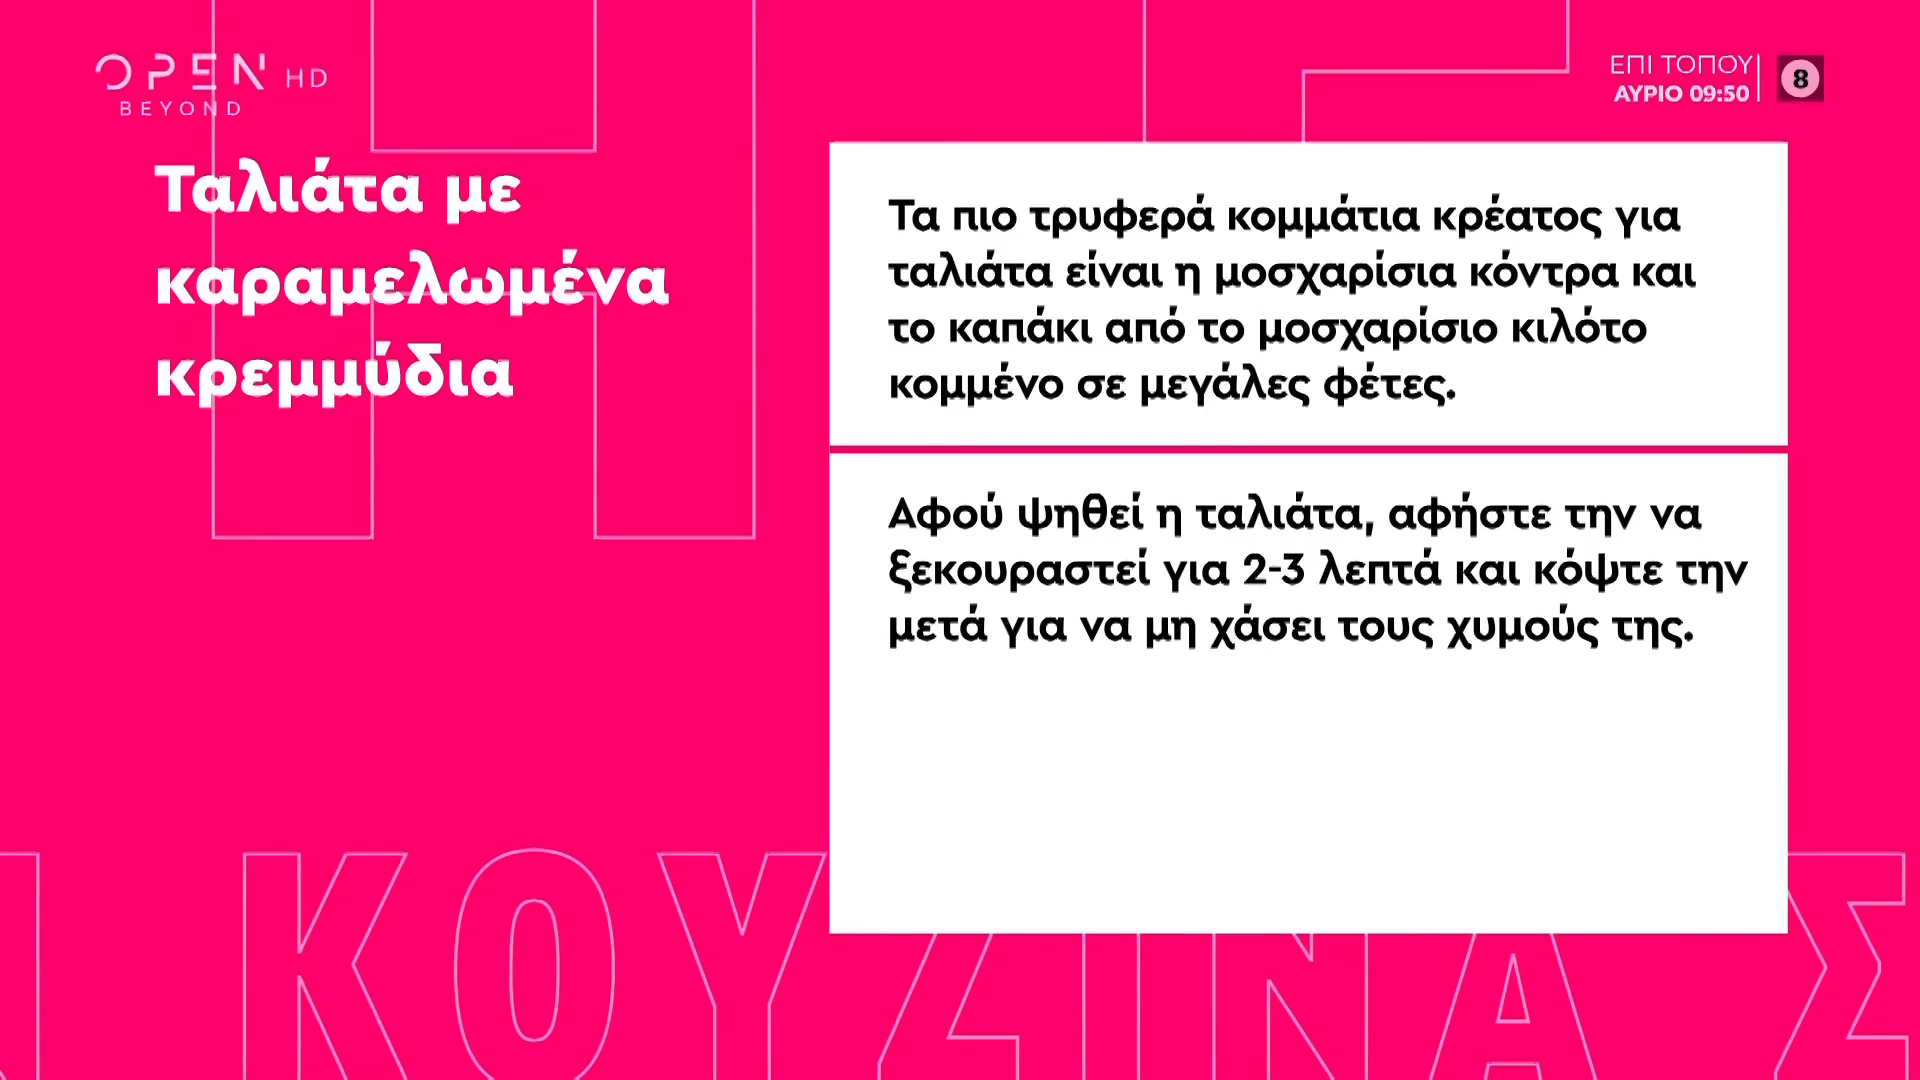 OPEN HD
BEYOND
ΕΠΙ ΤΟΠΟΥ
ΑΥΡΙΟ 09:50
8
Ταλιάτα με
καραμελωμένα
κρεμμύδια
Τα πιο τρυφερά κομμάτια κρέατος για
ταλιάτα είναι η μοσχαρίσια κόντρα και
το καπάκι από το μοσχαρίσιο κιλότο
κομμένο σε μεγάλες φέτες.
Αφού ψηθεί η ταλιάτα, αφήστε την να
ξεκουραστεί για 2-3 λεπτά και κόψτε την
μετά για να μη χάσει τους χυμούς της.
ΚΟΥΖΙΝΑ Σ